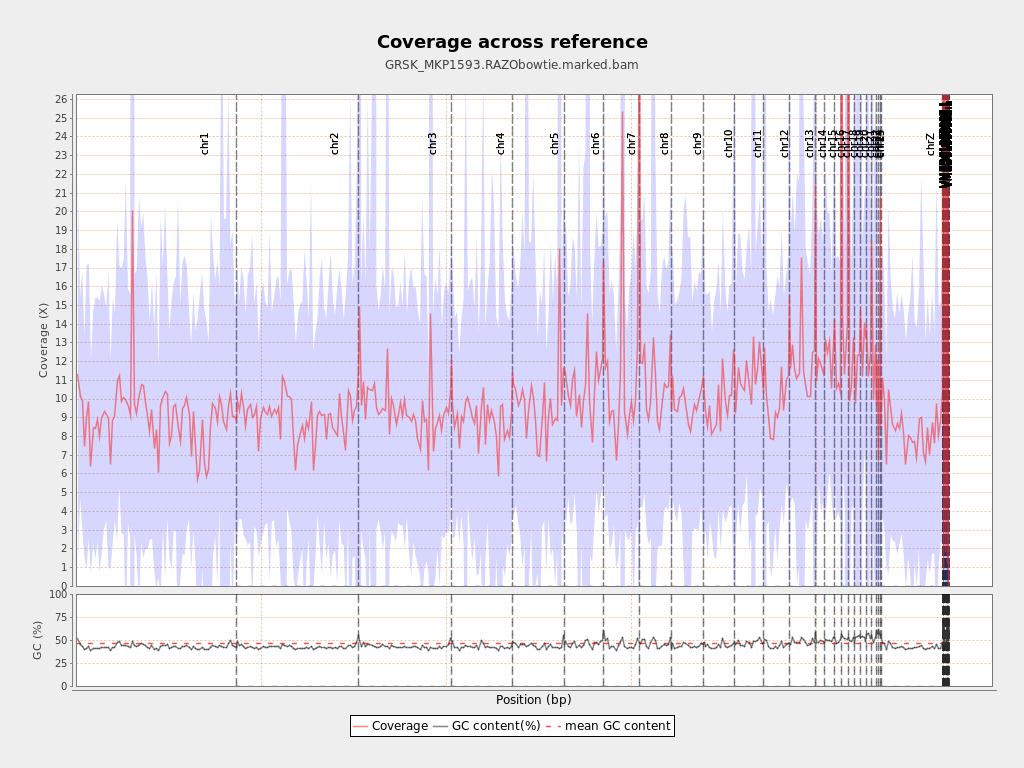 Coverage across reference
GRSK_MKP1593.RAZObowtie.marked.bam
26
25
24
23
22
21
20
19
18
17
16
15
14
13
12
11
10
9
8
7
6
5
4
3
2
1
0
Coverage (X)
chr1
chr2
chr3
chr4
chr5
chr6
chr7
chr8
chr9
chr10
chr11
chr12
chr13
chr14
chr15
chrZ
100
75
50
25
0
GC (%)
Position (bp)
Coverage GC content(%) mean GC content